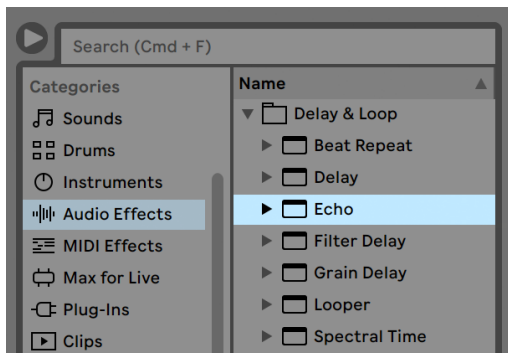 Search (Cmd + F)
Categories
Sounds
Drums
Instruments
Audio Effects
MIDI Effects
Max for Live
Plug-Ins
Clips
Name
Delay & Loop
Beat Repeat
Delay
Echo
Filter Delay
Grain Delay
Looper
Spectral Time